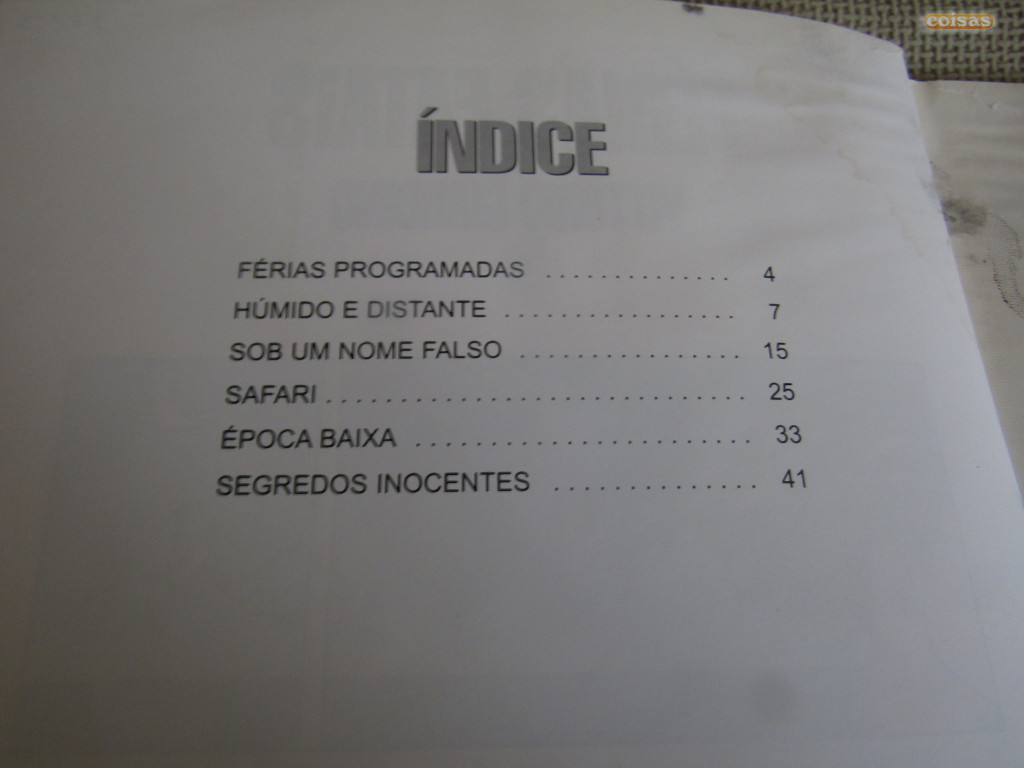 coisas
ÍNDICE
FÉRIAS PROGRAMADAS .............. 4
HÚMIDO E DISTANTE .................. 7
SOB UM NOME FALSO ................. 15
SAFARI ............................. 25
ÉPOCA BAIXA ........................ 33
SEGREDOS INOCENTES ............... 41